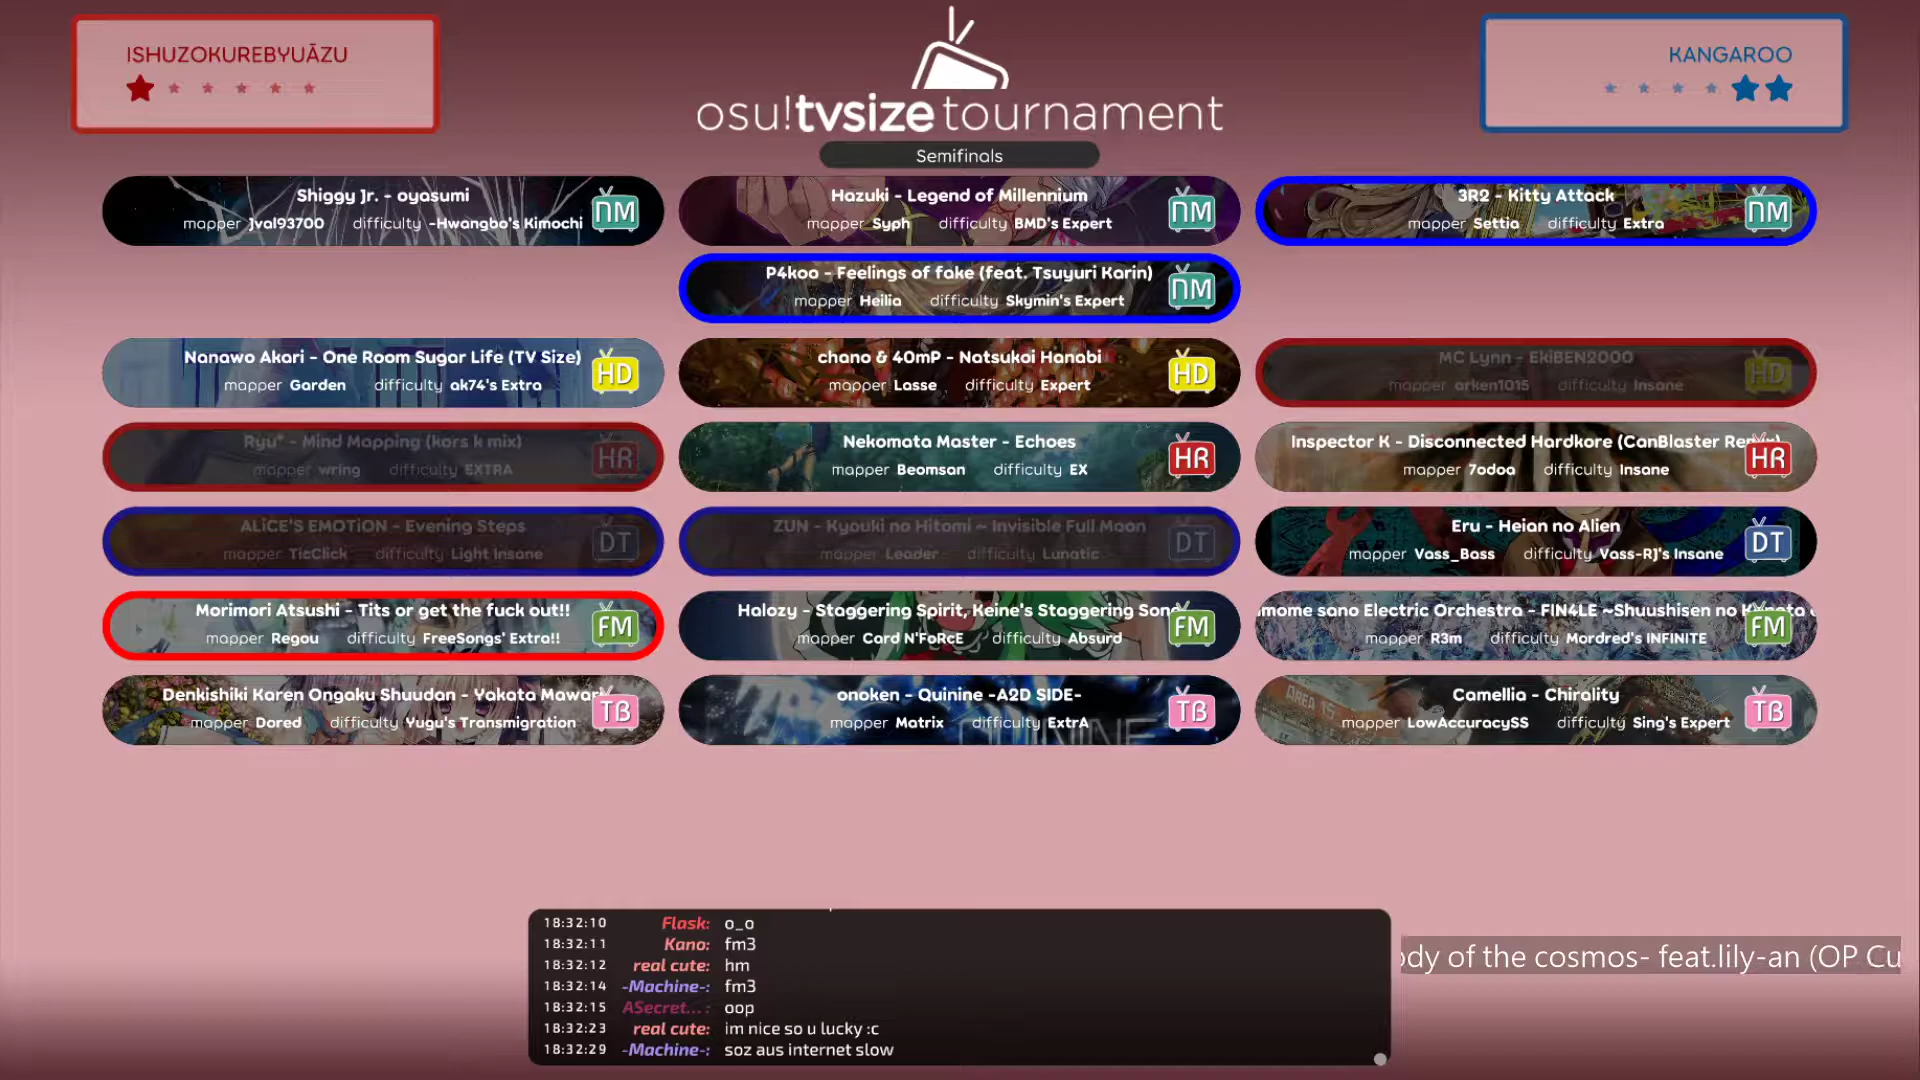 ISHUZOKUREBYUĀZU
KANGAROO
osu!tvsize tournament
Semifinals
Shiggy Jr. - oyasumi
mapper Jval93700 difficulty -Hwangbo's Kimochi
NM
Hazuki - Legend of Millennium
mapper Syph difficulty BMD's Expert
NM
3R2 - Kitty Attack
mapper Settia difficulty Extra
NM
P4koo - Feelings of fake (feat. Tsuyuri Karin)
mapper Heilia difficulty Skymin's Expert
NM
Nanawo Akari - One Room Sugar Life (TV Size)
mapper Garden difficulty ak74's Extra
HD
chano & 40mP - Natsukoi Hanabi
mapper Lasse difficulty Expert
HD
MC Lynn - EkiBEN2000
mapper arken1015 difficulty Insane
HD
Ryu* - Mind Mapping (kors k mix)
mapper wring difficulty EXTRA
HR
Nekomata Master - Echoes
mapper Beomsan difficulty EX
HR
Inspector K - Disconnected Hardkore (CanBlaster Remix)
mapper 7odoa difficulty Insane
HR
ALiCE'S EMOTiON - Evening Steps
mapper TicClick difficulty Light Insane
DT
ZUN - Kyouki no Hitomi ~ Invisible Full Moon
mapper Leader difficulty Lunatic
DT
Eru - Heian no Alien
mapper Vass_Bass difficulty Vass-RJ's Insane
DT
Morimori Atsushi - Tits or get the fuck out!!
mapper Regou difficulty FreeSongs' Extra!!
FM
Halozy - Staggering Spirit, Keine's Staggering Song
mapper Card N'FoRcE difficulty Absurd
FM
mome sano Electric Orchestra - FIN4LE ~Shuushisen no Kanata
mapper R3m difficulty Mordred's INFINITE
FM
Denkishiki Karen Ongaku Shuudan - Yakata Mawari
mapper Dored difficulty Yugu's Transmigration
TB
onoken - Quinine -A2D SIDE-
mapper Matrix difficulty ExtrA
TB
Camellia - Chirality
mapper LowAccuracySS difficulty Sing's Expert
TB
18:32:10 Flask: o_o
18:32:11 Kano: fm3
18:32:12 real cute: hm
18:32:14 -Machine-: fm3
18:32:15 ASecret...: oop
18:32:23 real cute: im nice so u lucky :c
18:32:29 -Machine-: soz aus internet slow
ody of the cosmos- feat.lily-an (OP Cu